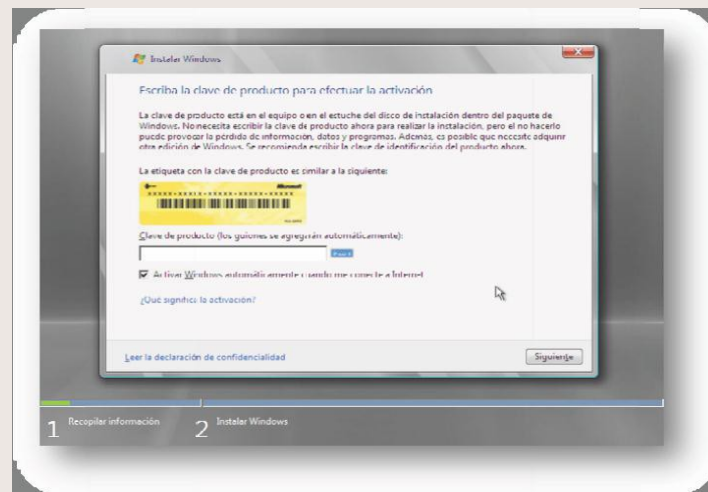 Instalar Windows
Escriba la clave de producto para efectuar la activación
La clave de producto está en el equipo o en el estuche del disco de instalación dentro del paquete de
Windows. No necesita escribir la clave de producto ahora para realizar la instalación, pero el no hacerlo
puede provocar la pérdida de información, datos y programas. Además, es posible que necesite adquirir
otra edición de Windows. Se recomienda escribir la clave de identificación del producto ahora.
La etiqueta con la clave de producto es similar a la siguiente:
Microsoft
XXXXX-XXXXX-XXXXX-XXXXX-XXXXX
Clave de producto (los guiones se agregarán automáticamente):
Activar Windows automáticamente cuando me conecte a Internet
¿Qué significa la activación?
Leer la declaración de confidencialidad
Siguiente
1 Recopilar información
2 Instalar Windows